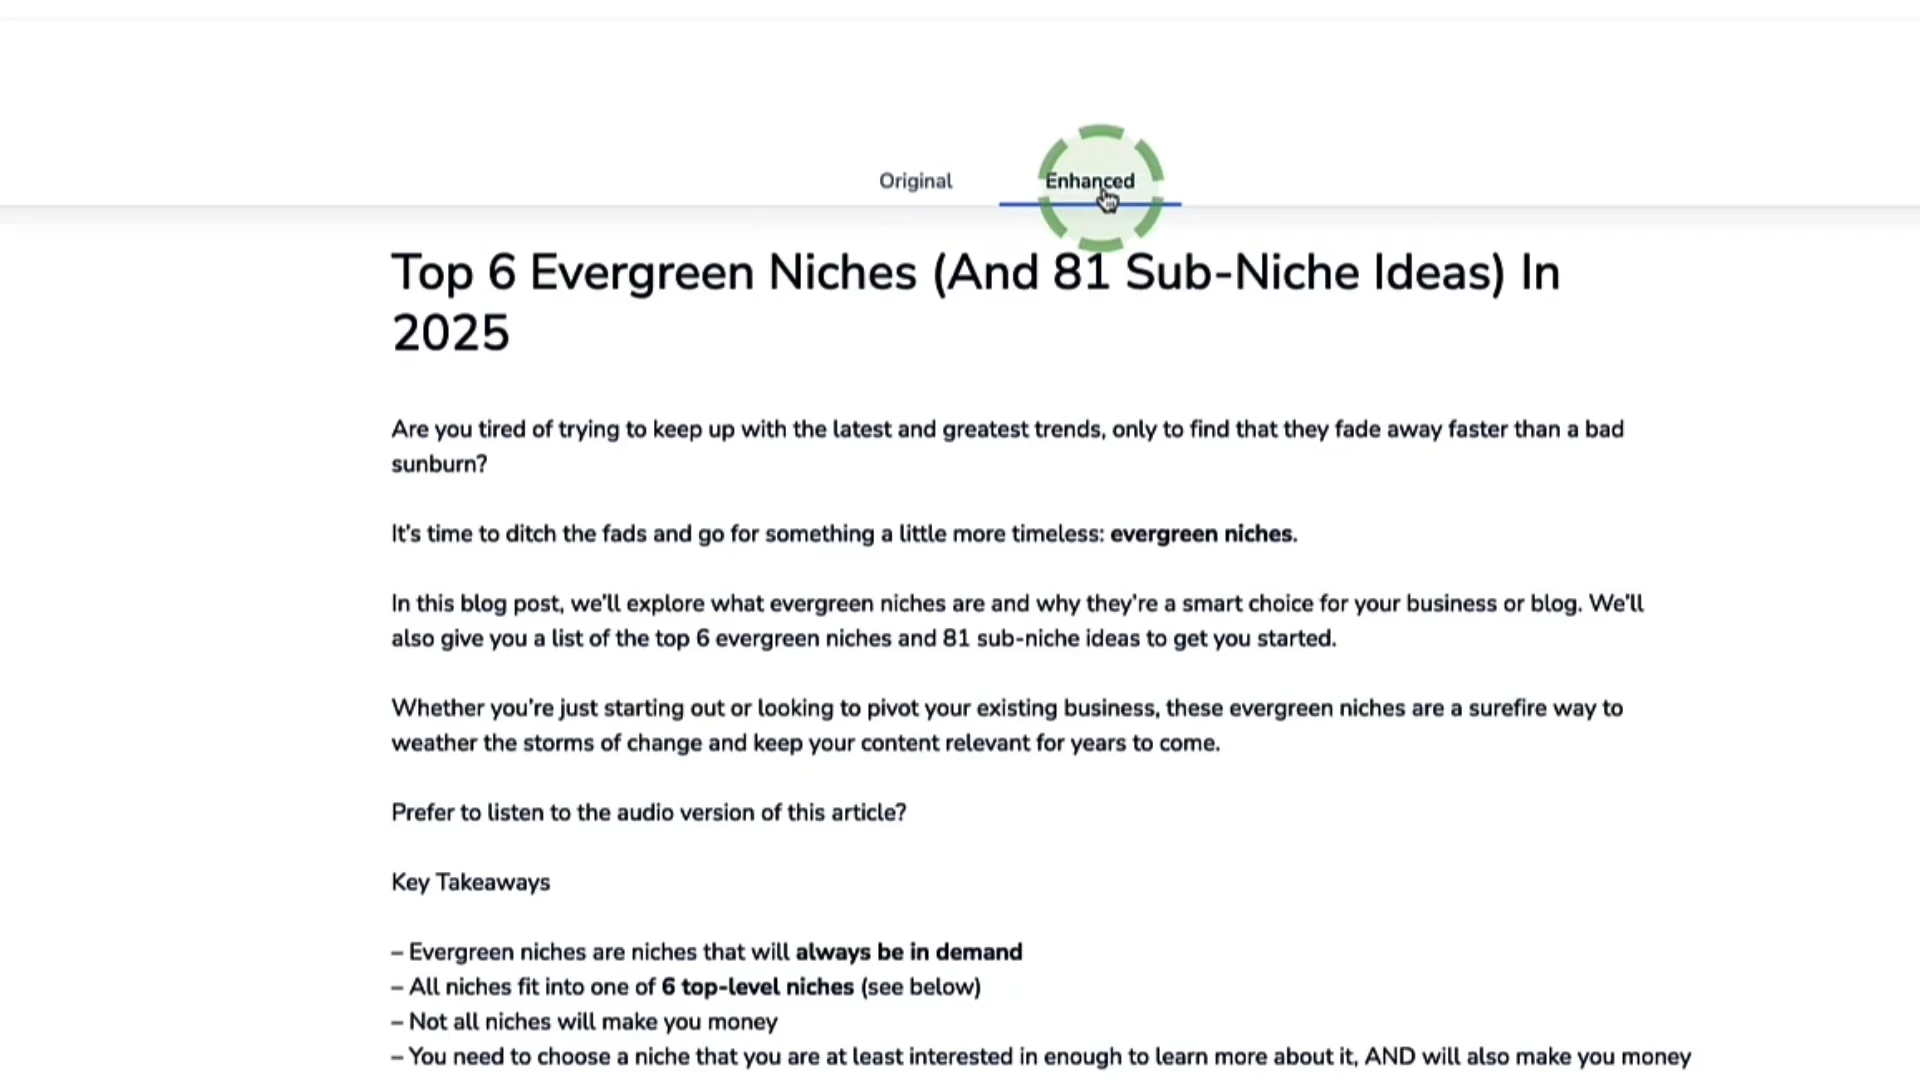 Original
Enhanced
Top 6 Evergreen Niches (And 81 Sub-Niche Ideas) In
2025
Are you tired of trying to keep up with the latest and greatest trends, only to find that they fade away faster than a bad
sunburn?
It's time to ditch the fads and go for something a little more timeless: evergreen niches.
In this blog post, we'll explore what evergreen niches are and why they're a smart choice for your business or blog. We'll
also give you a list of the top 6 evergreen niches and 81 sub-niche ideas to get you started.
Whether you're just starting out or looking to pivot your existing business, these evergreen niches are a surefire way to
weather the storms of change and keep your content relevant for years to come.
Prefer to listen to the audio version of this article?
Key Takeaways
– Evergreen niches are niches that will always be in demand
– All niches fit into one of 6 top-level niches (see below)
– Not all niches will make you money
– You need to choose a niche that you are at least interested in enough to learn more about it, AND will also make you money